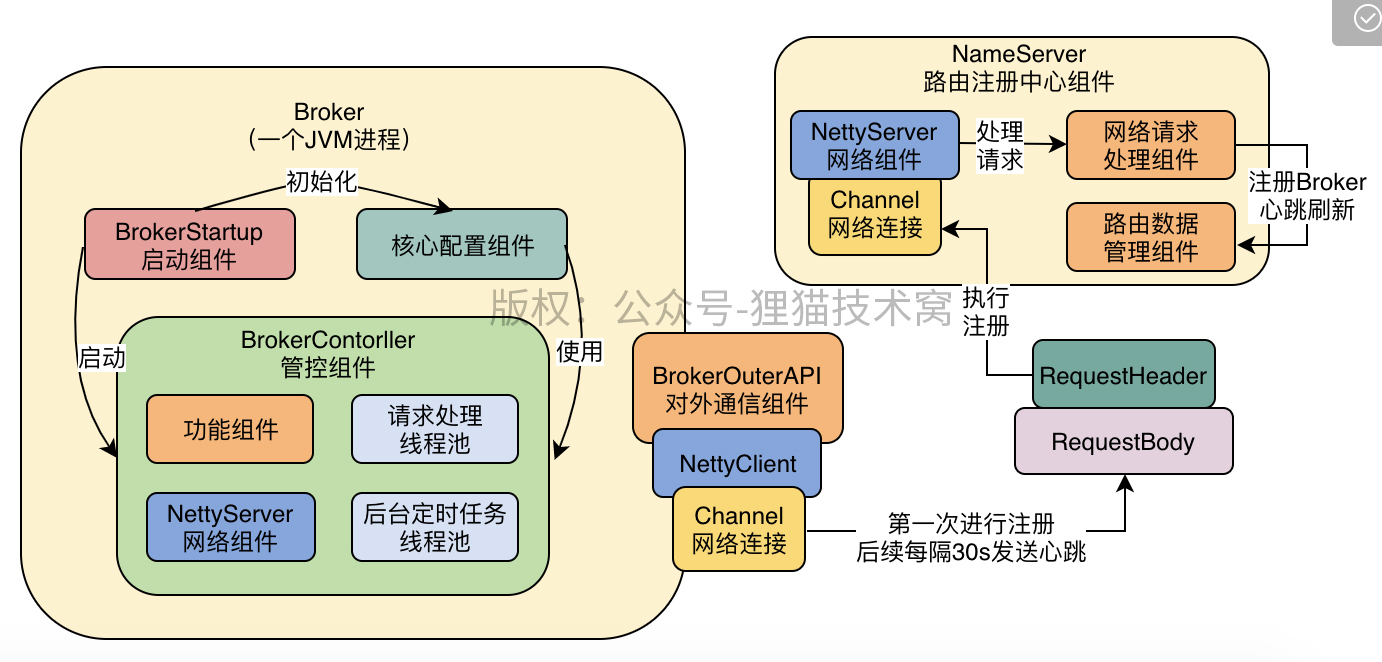 Broker
（一个JVM进程）
初始化
BrokerStartup
启动组件
核心配置组件
启动
使用
BrokerContorller
管控组件
功能组件
请求处理
线程池
NettyServer
网络组件
后台定时任务
线程池
BrokerOuterAPI
对外通信组件
NettyClient
Channel
网络连接
第一次进行注册
后续每隔30s发送心跳
RequestHeader
RequestBody
执行
注册
NameServer
路由注册中心组件
NettyServer
网络组件
Channel
网络连接
处理
请求
网络请求
处理组件
注册Broker
心跳刷新
路由数据
管理组件
版权：公众号-狸猫技术窝